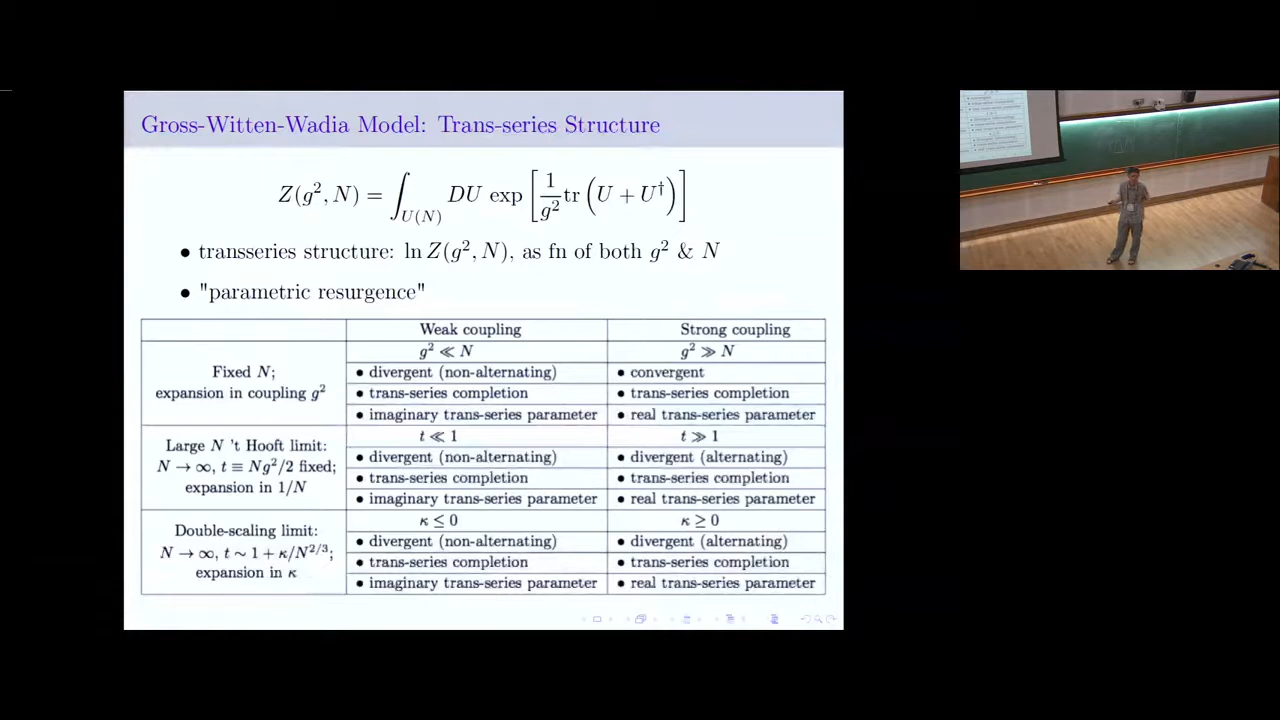 Gross-Witten-Wadia Model: Trans-series Structure
Z(g², N) = ∫_{U(N)} DU exp [ 1/g² tr ( U + U† ) ]
• transseries structure: ln Z(g², N), as fn of both g² & N
• "parametric resurgence"
Weak coupling Strong coupling
g² ≪ N g² ≫ N
Fixed N;
expansion in coupling g²
• divergent (non-alternating) • convergent
• trans-series completion • trans-series completion
• imaginary trans-series parameter • real trans-series parameter
Large N 't Hooft limit:
N → ∞, t ≡ Ng²/2 fixed;
expansion in 1/N
t ≪ 1 t ≫ 1
• divergent (non-alternating) • divergent (alternating)
• trans-series completion • trans-series completion
• imaginary trans-series parameter • real trans-series parameter
Double-scaling limit:
N → ∞, t ∼ 1 + κ/N^{2/3};
expansion in κ
κ ≤ 0 κ ≥ 0
• divergent (non-alternating) • divergent (alternating)
• trans-series completion • trans-series completion
• imaginary trans-series parameter • real trans-series parameter